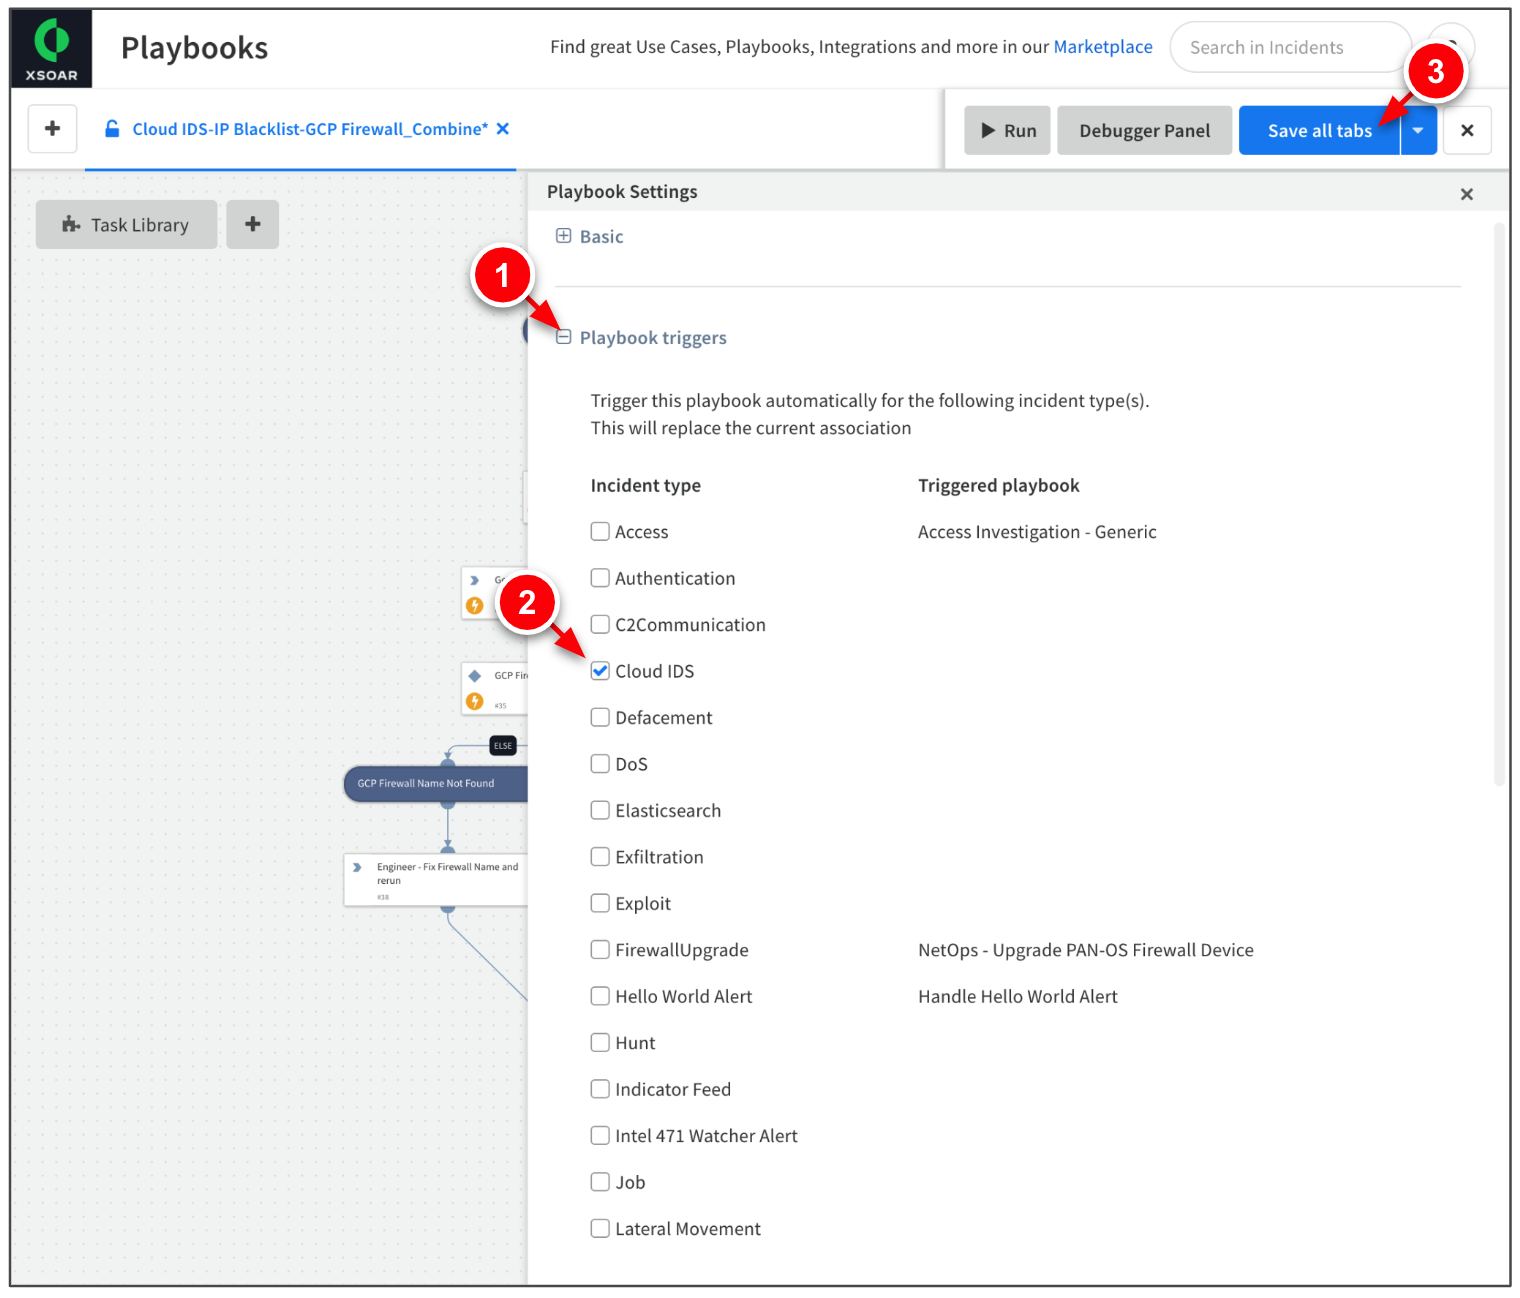 XSOAR
Playbooks
Find great Use Cases, Playbooks, Integrations and more in our Marketplace
Search in Incidents
3
Cloud IDS-IP Blacklist-GCP Firewall_Combine*
Run
Debugger Panel
Save all tabs
Task Library
Playbook Settings
Basic
1
Playbook triggers
Trigger this playbook automatically for the following incident type(s).
This will replace the current association
Incident type
Triggered playbook
Access
Access Investigation - Generic
Authentication
2
C2Communication
Cloud IDS
GCP
#35
Defacement
ELSE
DoS
GCP Firewall Name Not Found
Elasticsearch
Exfiltration
Engineer - Fix Firewall Name and
rerun
#38
Exploit
FirewallUpgrade
NetOps - Upgrade PAN-OS Firewall Device
Hello World Alert
Handle Hello World Alert
Hunt
Indicator Feed
Intel 471 Watcher Alert
Job
Lateral Movement